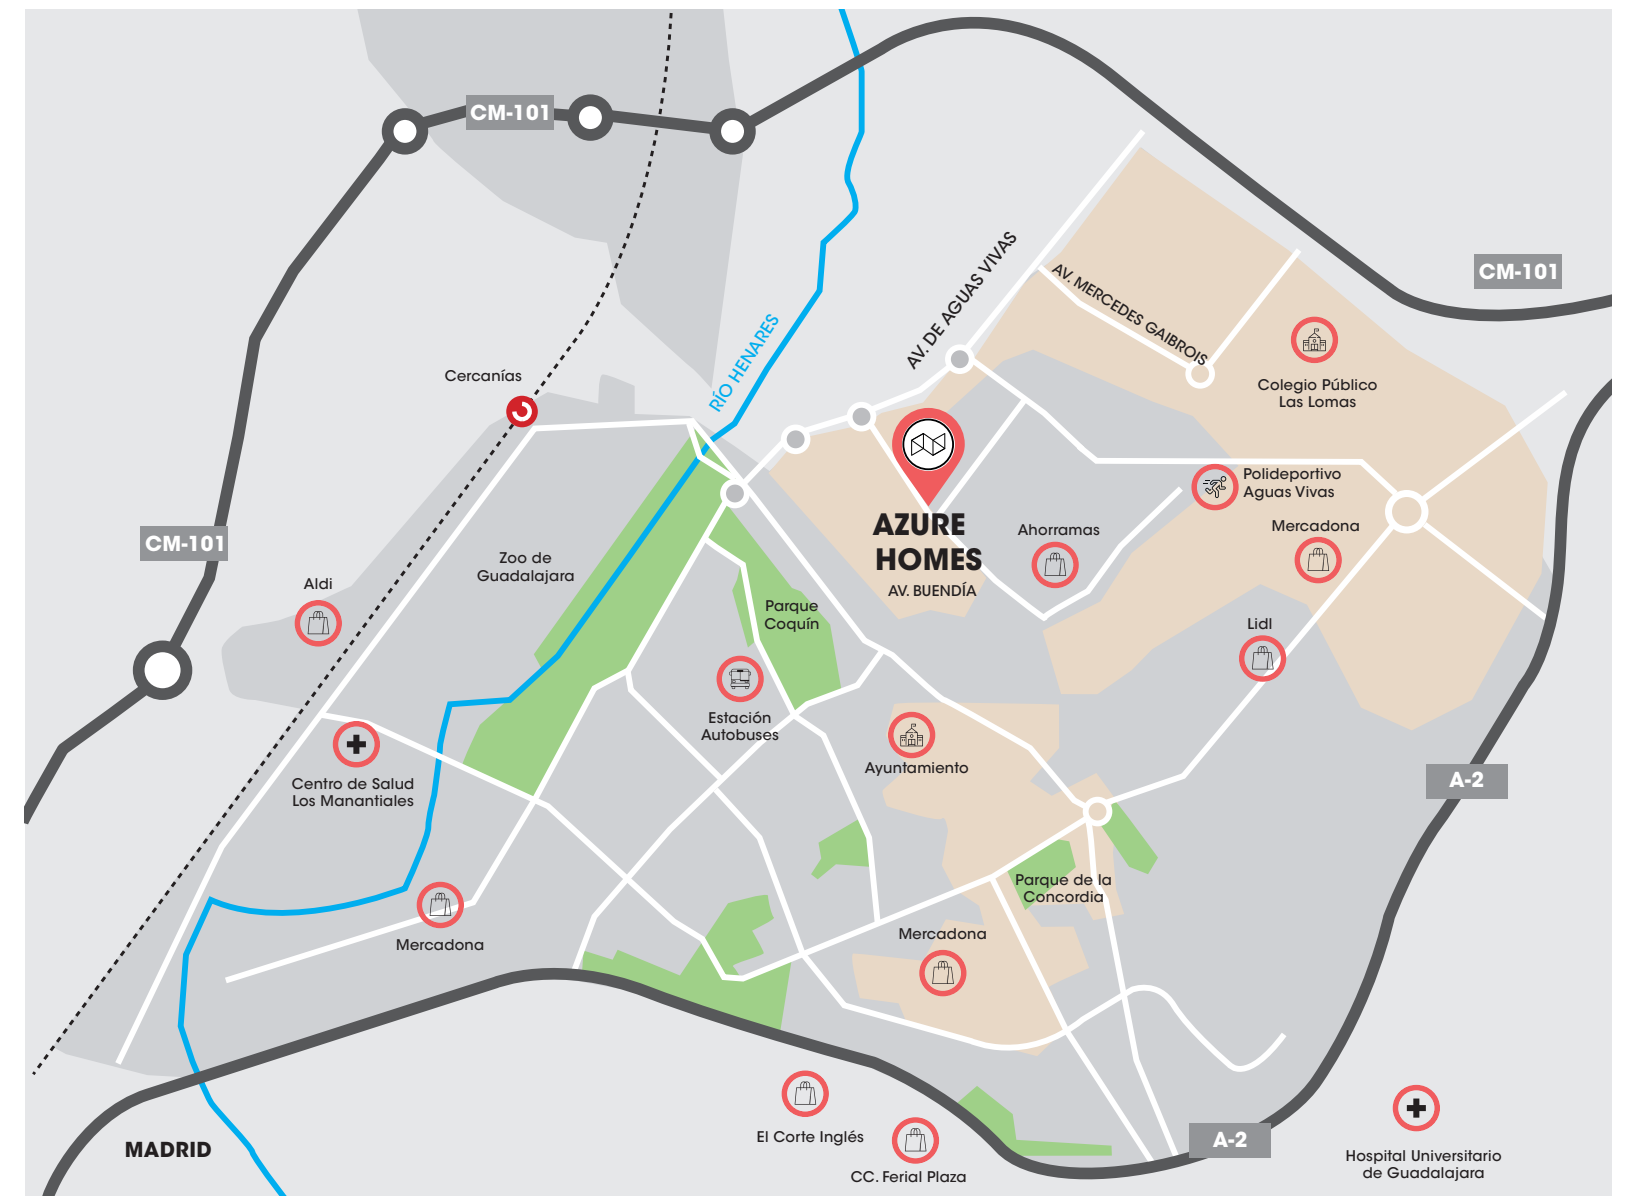 CM-101
AV. DE AGUAS VIVAS
CM-101
AV. MERCEDES GAIBROIS
RÍO HENARES
Cercanías
Colegio Público
Las Lomas
Polideportivo
Aguas Vivas
AZURE
HOMES
AV. BUENDÍA
Ahorramas
Mercadona
CM-101
Zoo de
Guadalajara
Aldi
Parque
Coquín
Lidl
Estación
Autobuses
Ayuntamiento
A-2
Centro de Salud
Los Manantiales
Parque de la
Concordia
Mercadona
Mercadona
El Corte Inglés
A-2
MADRID
CC. Ferial Plaza
Hospital Universitario
de Guadalajara